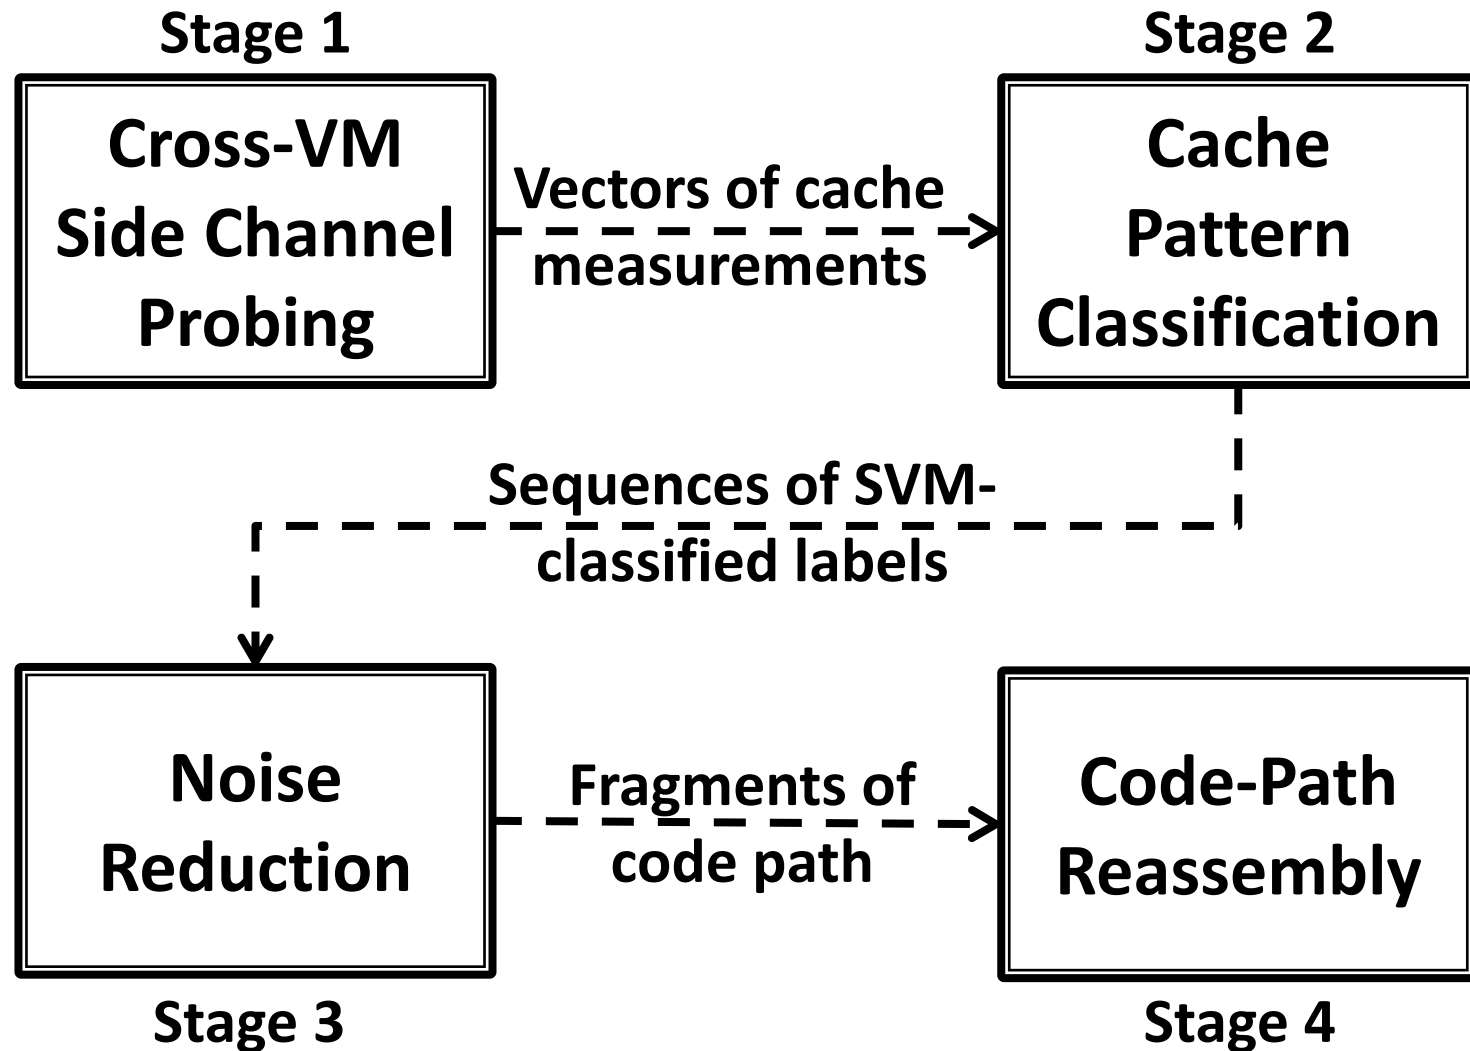 Stage 1
Cross-VM
Side Channel
Probing
Vectors of cache
measurements
Stage 2
Cache
Pattern
Classification
Sequences of SVM-
classified labels
Noise
Reduction
Stage 3
Fragments of
code path
Code-Path
Reassembly
Stage 4